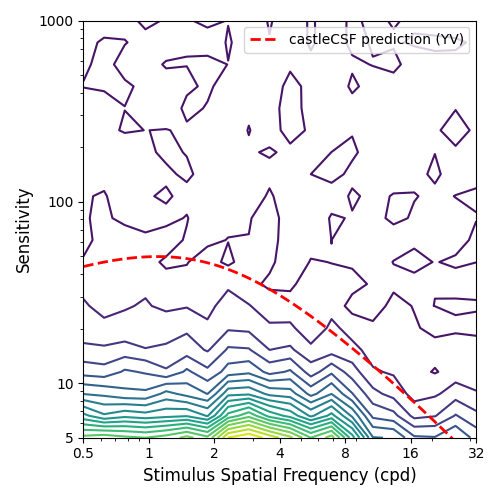 1000
castleCSF prediction (YV)
100
Sensitivity
10
5
0.5 1 2 4 8 16 32
Stimulus Spatial Frequency (cpd)